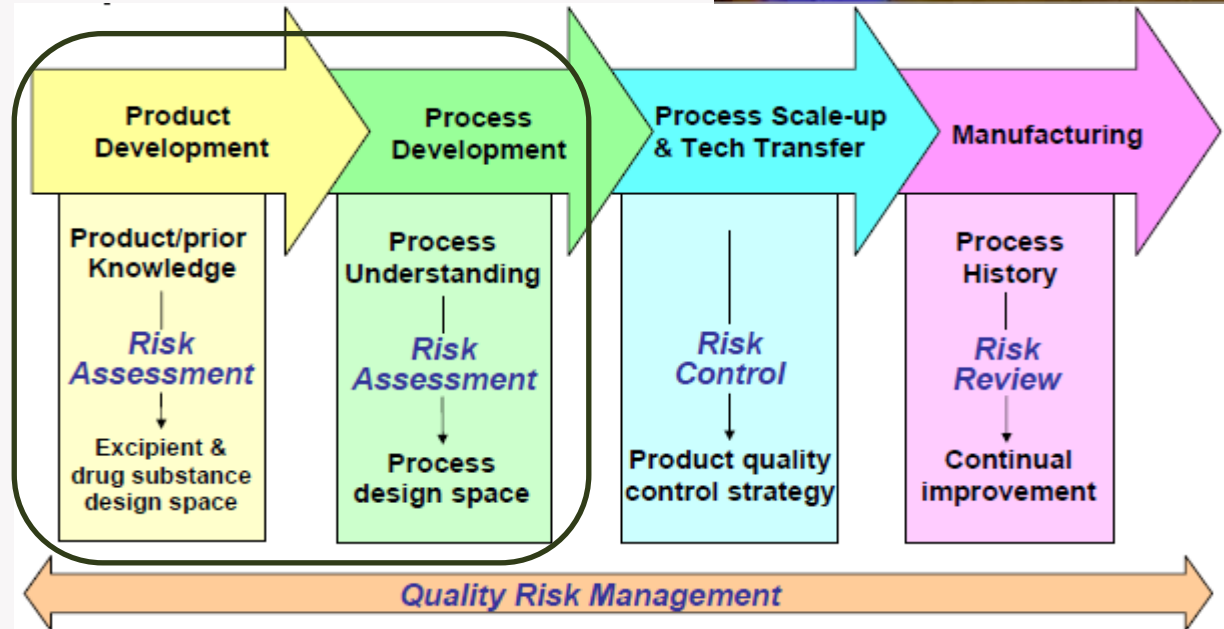 Product
Development
Process
Development
Process Scale-up
& Tech Transfer
Manufacturing
Product/prior
Knowledge
Risk
Assessment
Excipient &
drug substance
design space
Process
Understanding
Risk
Assessment
Process
design space
Risk
Control
Product quality
control strategy
Process
History
Risk
Review
Continual
improvement
Quality Risk Management